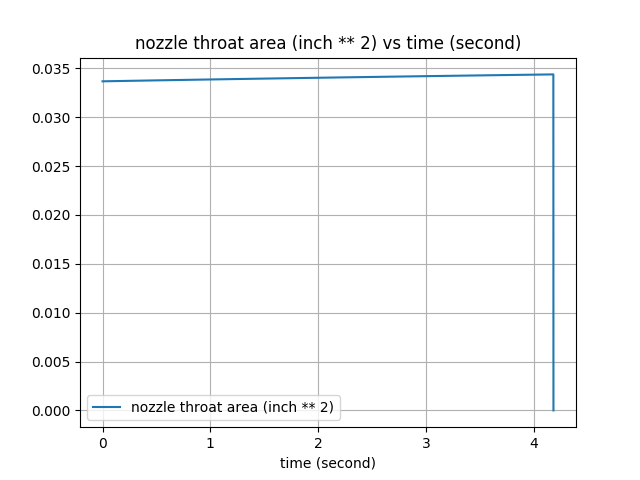 nozzle throat area (inch ** 2) vs time (second)
0.035
0.030
0.025
0.020
0.015
0.010
0.005
0.000
nozzle throat area (inch ** 2)
0 1 2 3 4
time (second)